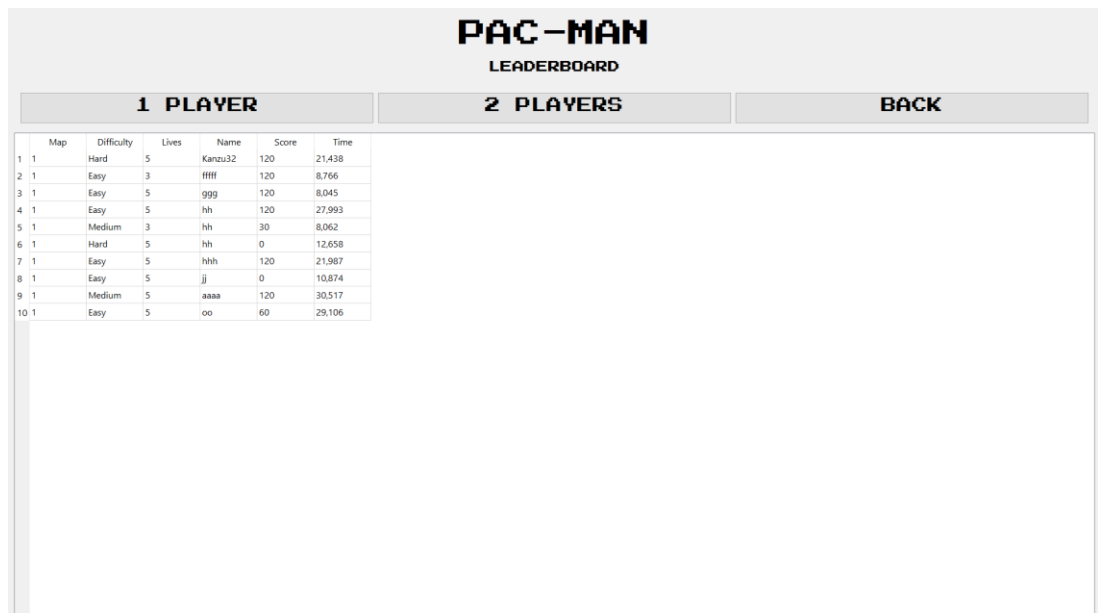 PAC-MAN
LEADERBOARD
1 PLAYER 2 PLAYERS BACK
Map Difficulty Lives Name Score Time
1 1 Hard 5 Kanzu32 120 21,438
2 1 Easy 3 fffff 120 8,766
3 1 Easy 5 ggg 120 8,045
4 1 Easy 5 hh 120 27,993
5 1 Medium 3 hh 30 8,062
6 1 Hard 5 hh 0 12,658
7 1 Easy 5 hhh 120 21,987
8 1 Easy 5 jj 0 10,874
9 1 Medium 5 aaaa 120 30,517
10 1 Easy 5 oo 60 29,106